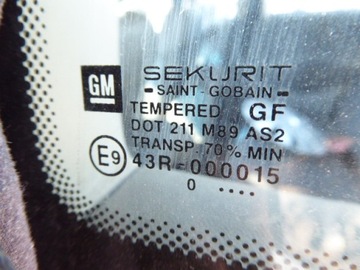 GM SEKURIT
SAINT-GOBAIN
TEMPERED GF
DOT 211 M89 AS2
TRANSP. 70% MIN
E9 43R-000015
0 ....